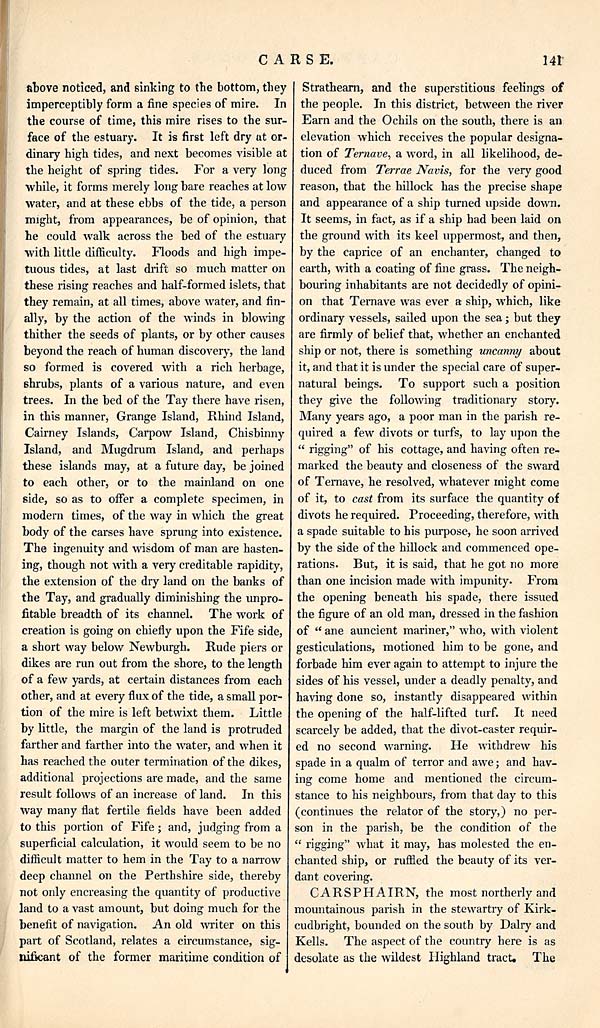 CARSE. 141
above noticed, and sinking to the bottom, they
imperceptibly form a fine species of mire. In
the course of time, this mire rises to the sur-
face of the estuary. It is first left dry at or-
dinary high tides, and next becomes visible at
the height of spring tides. For a very long
while, it forms merely long bare reaches at low
water, and at these ebbs of the tide, a person
might, from appearances, be of opinion, that
he could walk across the bed of the estuary
with little difficulty. Floods and high impe-
tuous tides, at last drift so much matter on
these rising reaches and half-formed islets, that
they remain, at all times, above water, and fin-
ally, by the action of the winds in blowing
thither the seeds of plants, or by other causes
beyond the reach of human discovery, the land
so formed is covered with a rich herbage,
shrubs, plants of a various nature, and even
trees. In the bed of the Tay there have risen,
in this manner, Grange Island, Rhind Island,
Cairney Islands, Carpow Island, Chisbinny
Island, and Mugdrum Island, and perhaps
these islands may, at a future day, be joined
to each other, or to the mainland on one
side, so as to offer a complete specimen, in
modern times, of the way in which the great
body of the carses have sprung into existence.
The ingenuity and wisdom of man are hasten-
ing, though not with a very creditable rapidity,
the extension of the dry land on the banks of
the Tay, and gradually diminishing the unpro-
fitable breadth of its channel. The work of
creation is going on chiefly upon the Fife side,
a short way below Newburgh. Rude piers or
dikes are run out from the shore, to the length
of a few yards, at certain distances from each
other, and at every flux of the tide, a small por-
tion of the mire is left betwixt them. Little
by little, the margin of the land is protruded
farther and farther into the water, and when it
has reached the outer termination of the dikes,
additional projections are made, and the same
result follows of an increase of land. In this
way many flat fertile fields have been added
to this portion of Fife; and, judging from a
superficial calculation, it would seem to be no
difficult matter to hem in the Tay to a narrow
deep channel on the Perthshire side, thereby
not only encreasing the quantity of productive
land to a vast amount, but doing much for the
benefit of navigation. An old writer on this
part of Scotland, relates a circumstance, sig-
nificant of the former maritime condition of
Strathearn, and the superstitious feelings of
the people. In this district, between the river
Earn and the Ochils on the south, there is an
elevation which receives the popular designa-
tion of Ternave, a word, in all likelihood, de-
duced from Terrae Navis, for the very good
reason, that the hillock has the precise shape
and appearance of a ship turned upside down.
It seems, in fact, as if a ship had been laid on
the ground with its keel uppermost, and then,
by the caprice of an enchanter, changed to
earth, with a coating of fine grass. The neigh-
bouring inhabitants are not decidedly of opini-
on that Ternave was ever a ship, which, like
ordinary vessels, sailed upon the sea; but they
are firmly of belief that, whether an enchanted
ship or not, there is something uncanny about
it, and that it is under the special care of super-
natural beings. To support such a position
they give the following traditionary story.
Many years ago, a poor man in the parish re-
quired a few divots or turfs, to lay upon the
" rigging" of his cottage, and having often re-
marked the beauty and closeness of the sward
of Ternave, he resolved, whatever might come
of it, to cast from its surface the quantity of
divots he required. Proceeding, therefore, with
a spade suitable to his purpose, he soon arrived
by the side of the hillock and commenced ope-
rations. But, it is said, that he got no more
than one incision made with impunity. From
the opening beneath his spade, there issued
the figure of an old man, dressed in the fashion
of " ane auncient mariner," who, with violent
gesticulations, motioned him to be gone, and
forbade him ever again to attempt to injure the
sides of his vessel, under a deadly penalty, and
having done so, instantly disappeared within
the opening of the half-lifted turf. It need
scarcely be added, that the divot-caster requir-
ed no second warning. He withdrew his
spade in a qualm of terror and awe; and hav-
ing come home and mentioned the circum-
stance to his neighbours, from that day to this
(continues the relator of the story,) no per-
son in the parish, be the condition of the
" rigging" what it may, has molested the en-
chanted ship, or ruffled the beauty of its ver-
dant covering.
CARSPHAIRN, the most northerly and
mountainous parish in the stewartry of Kirk-
cudbright, bounded on the south by Dalry and
Kells. The aspect of the country here is as
desolate as the wildest Highland tract. The